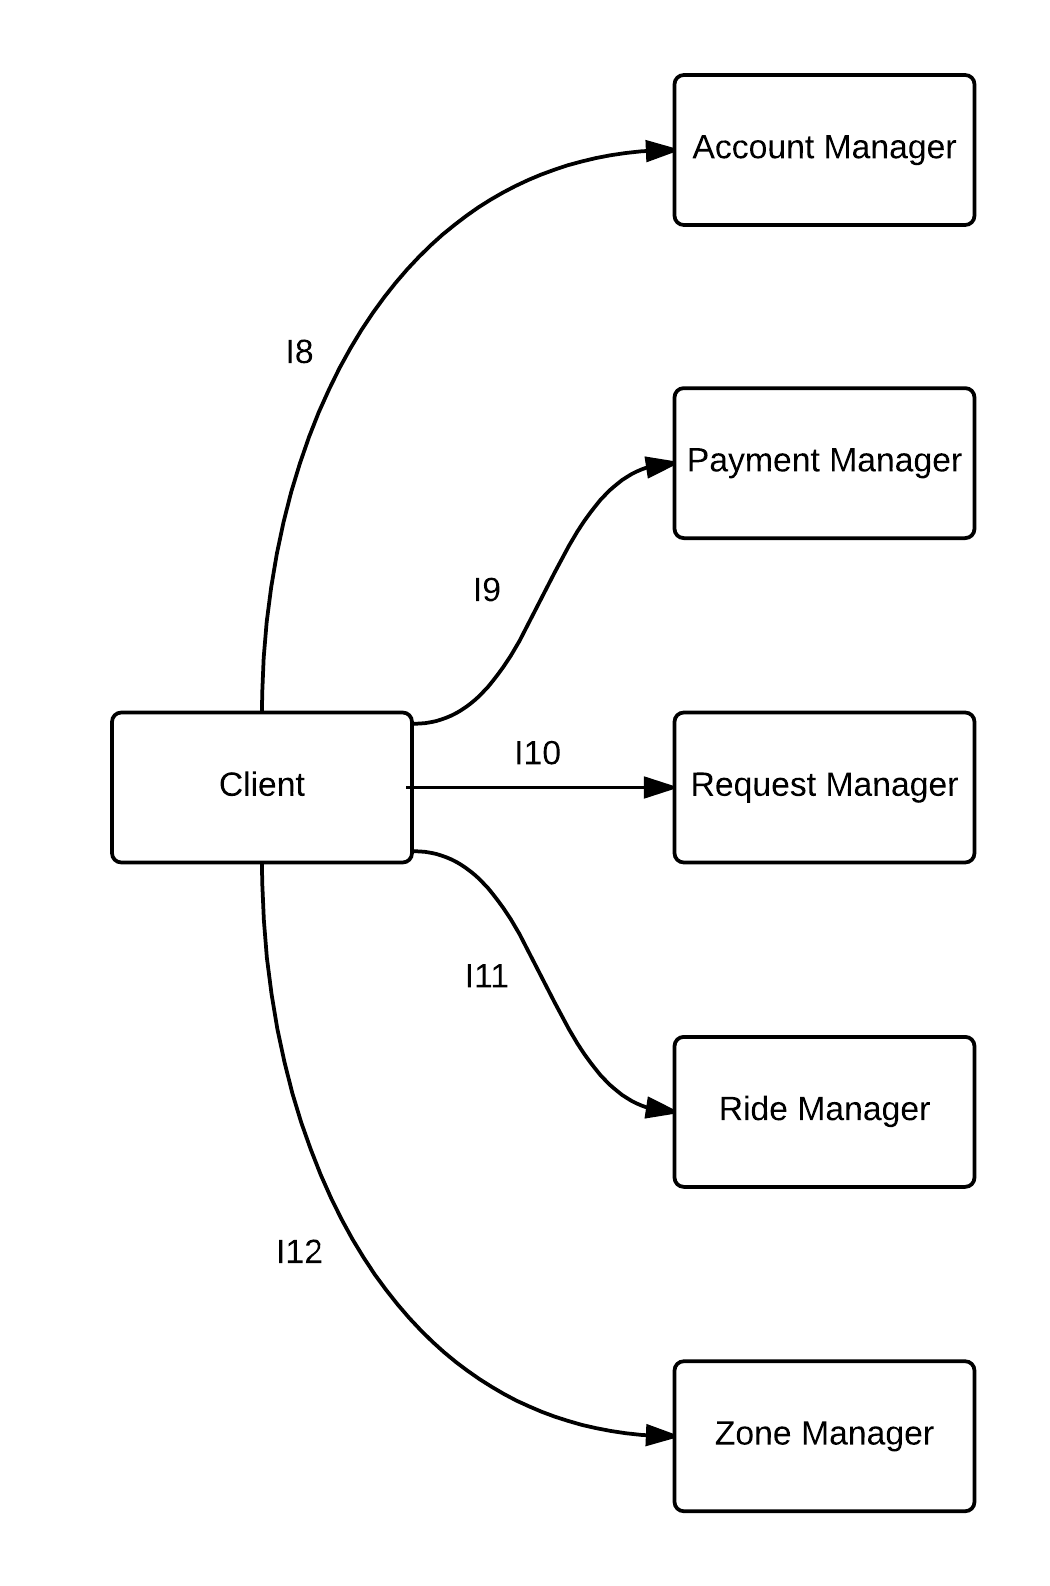 Account Manager
I8
Payment Manager
I9
I10
Client
Request Manager
I11
Ride Manager
I12
Zone Manager